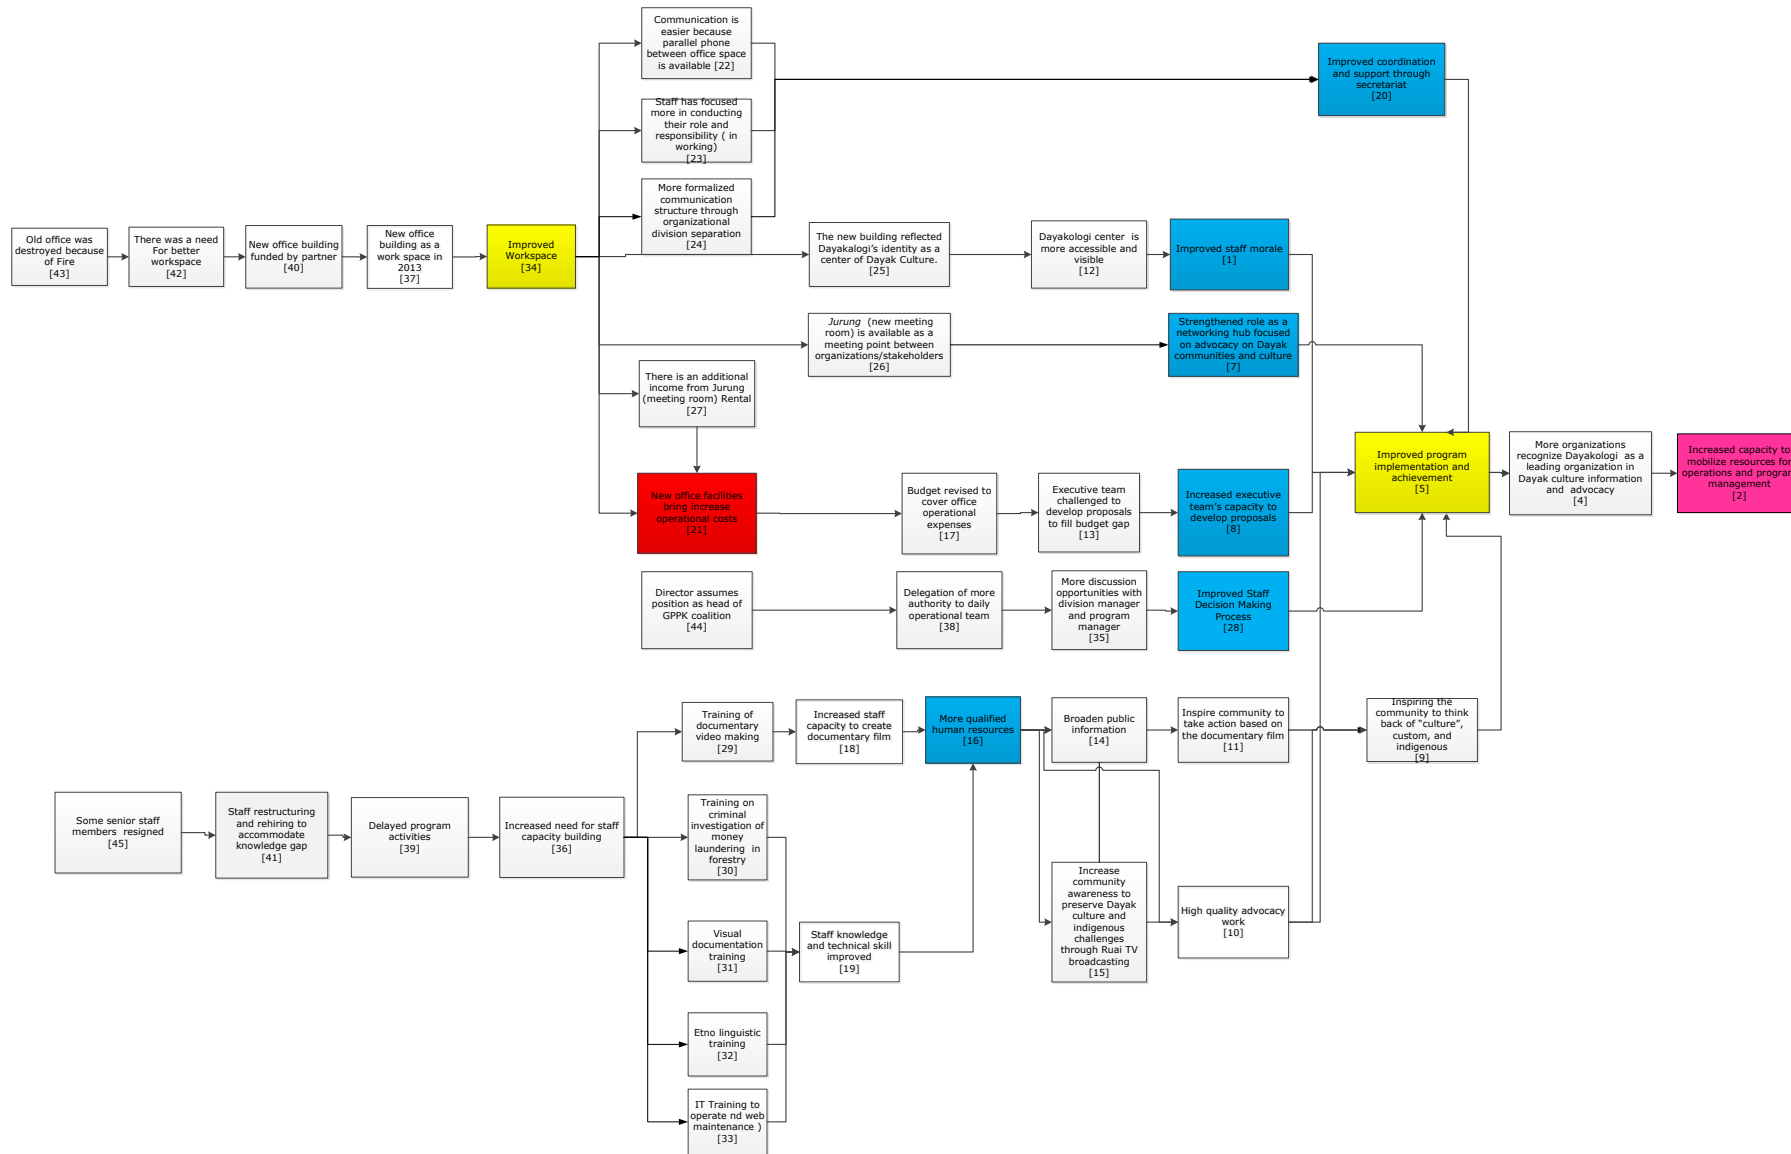 Communication is
easier because
parallel phone
between office space
is available [22]
Improved coordination
and support through
secretariat
[20]
Staff has focused
more in conducting
their role and
responsibility ( in
working)
[23]
More formalized
communication
structure through
organizational
division separation
[24]
Old office was
destroyed because
of Fire
[43]
There was a need
For better
workspace
[42]
New office building
funded by partner
[40]
New office
building as a
work space in
2013
[37]
Improved
Workspace
[34]
The new building reflected
Dayakalogi’s identity as a
center of Dayak Culture.
[25]
Dayakologi center  is
more accessible and
visible
[12]
Improved staff morale
[1]
Jurung  (new meeting
room) is available as a
meeting point between
organizations/stakeholders
[26]
Strengthened role as a
networking hub focused
on advocacy on Dayak
communities and culture
[7]
There is an additional
income from Jurung
(meeting room) Rental
[27]
New office facilities
bring increase
operational costs
[21]
Budget revised to
cover office
operational
expenses
[17]
Executive team
challenged to
develop proposals
to fill budget gap
[13]
Increased executive
team’s capacity to
develop proposals
[8]
Improved program
implementation and
achievement
[5]
More organizations
recognize Dayakologi  as a
leading organization in
Dayak culture information
and  advocacy
[4]
Increased capacity to
mobilize resources for
operations and program
management
[2]
Director assumes
position as head of
GPPK coalition
[44]
Delegation of more
authority to daily
operational team
[38]
More discussion
opportunities with
division manager
and program
manager
[35]
Improved Staff
Decision Making
Process
[28]
Training of
documentary
video making
[29]
Increased staff
capacity to create
documentary film
[18]
More qualified
human resources
[16]
Broaden public
information
[14]
Inspire community to
take action based on
the documentary film
[11]
Inspiring the
community to think
back of “culture”,
custom, and
indigenous
[9]
Some senior staff
members  resigned
[45]
Staff restructuring
and rehiring to
accommodate
knowledge gap
[41]
Delayed program
activities
[39]
Increased need for staff
capacity building
[36]
Training on
criminal
investigation of
money
laundering  in
forestry
[30]
Visual
documentation
training
[31]
Staff knowledge
and technical skill
improved
[19]
Increase
community
awareness to
preserve Dayak
culture and
indigenous
challenges
through Ruai TV
broadcasting
[15]
High quality advocacy
work
[10]
Etno linguistic
training
[32]
IT Training to
operate nd web
maintenance )
[33]